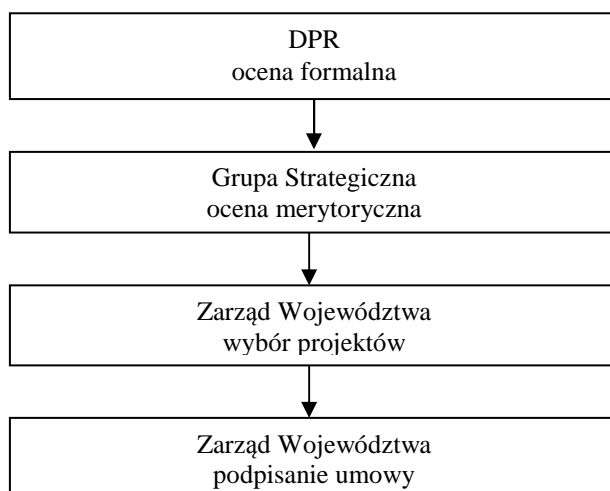 DPR
ocena formalna
Grupa Strategiczna
ocena merytoryczna
Zarząd Województwa
wybór projektów
Zarząd Województwa
podpisanie umowy